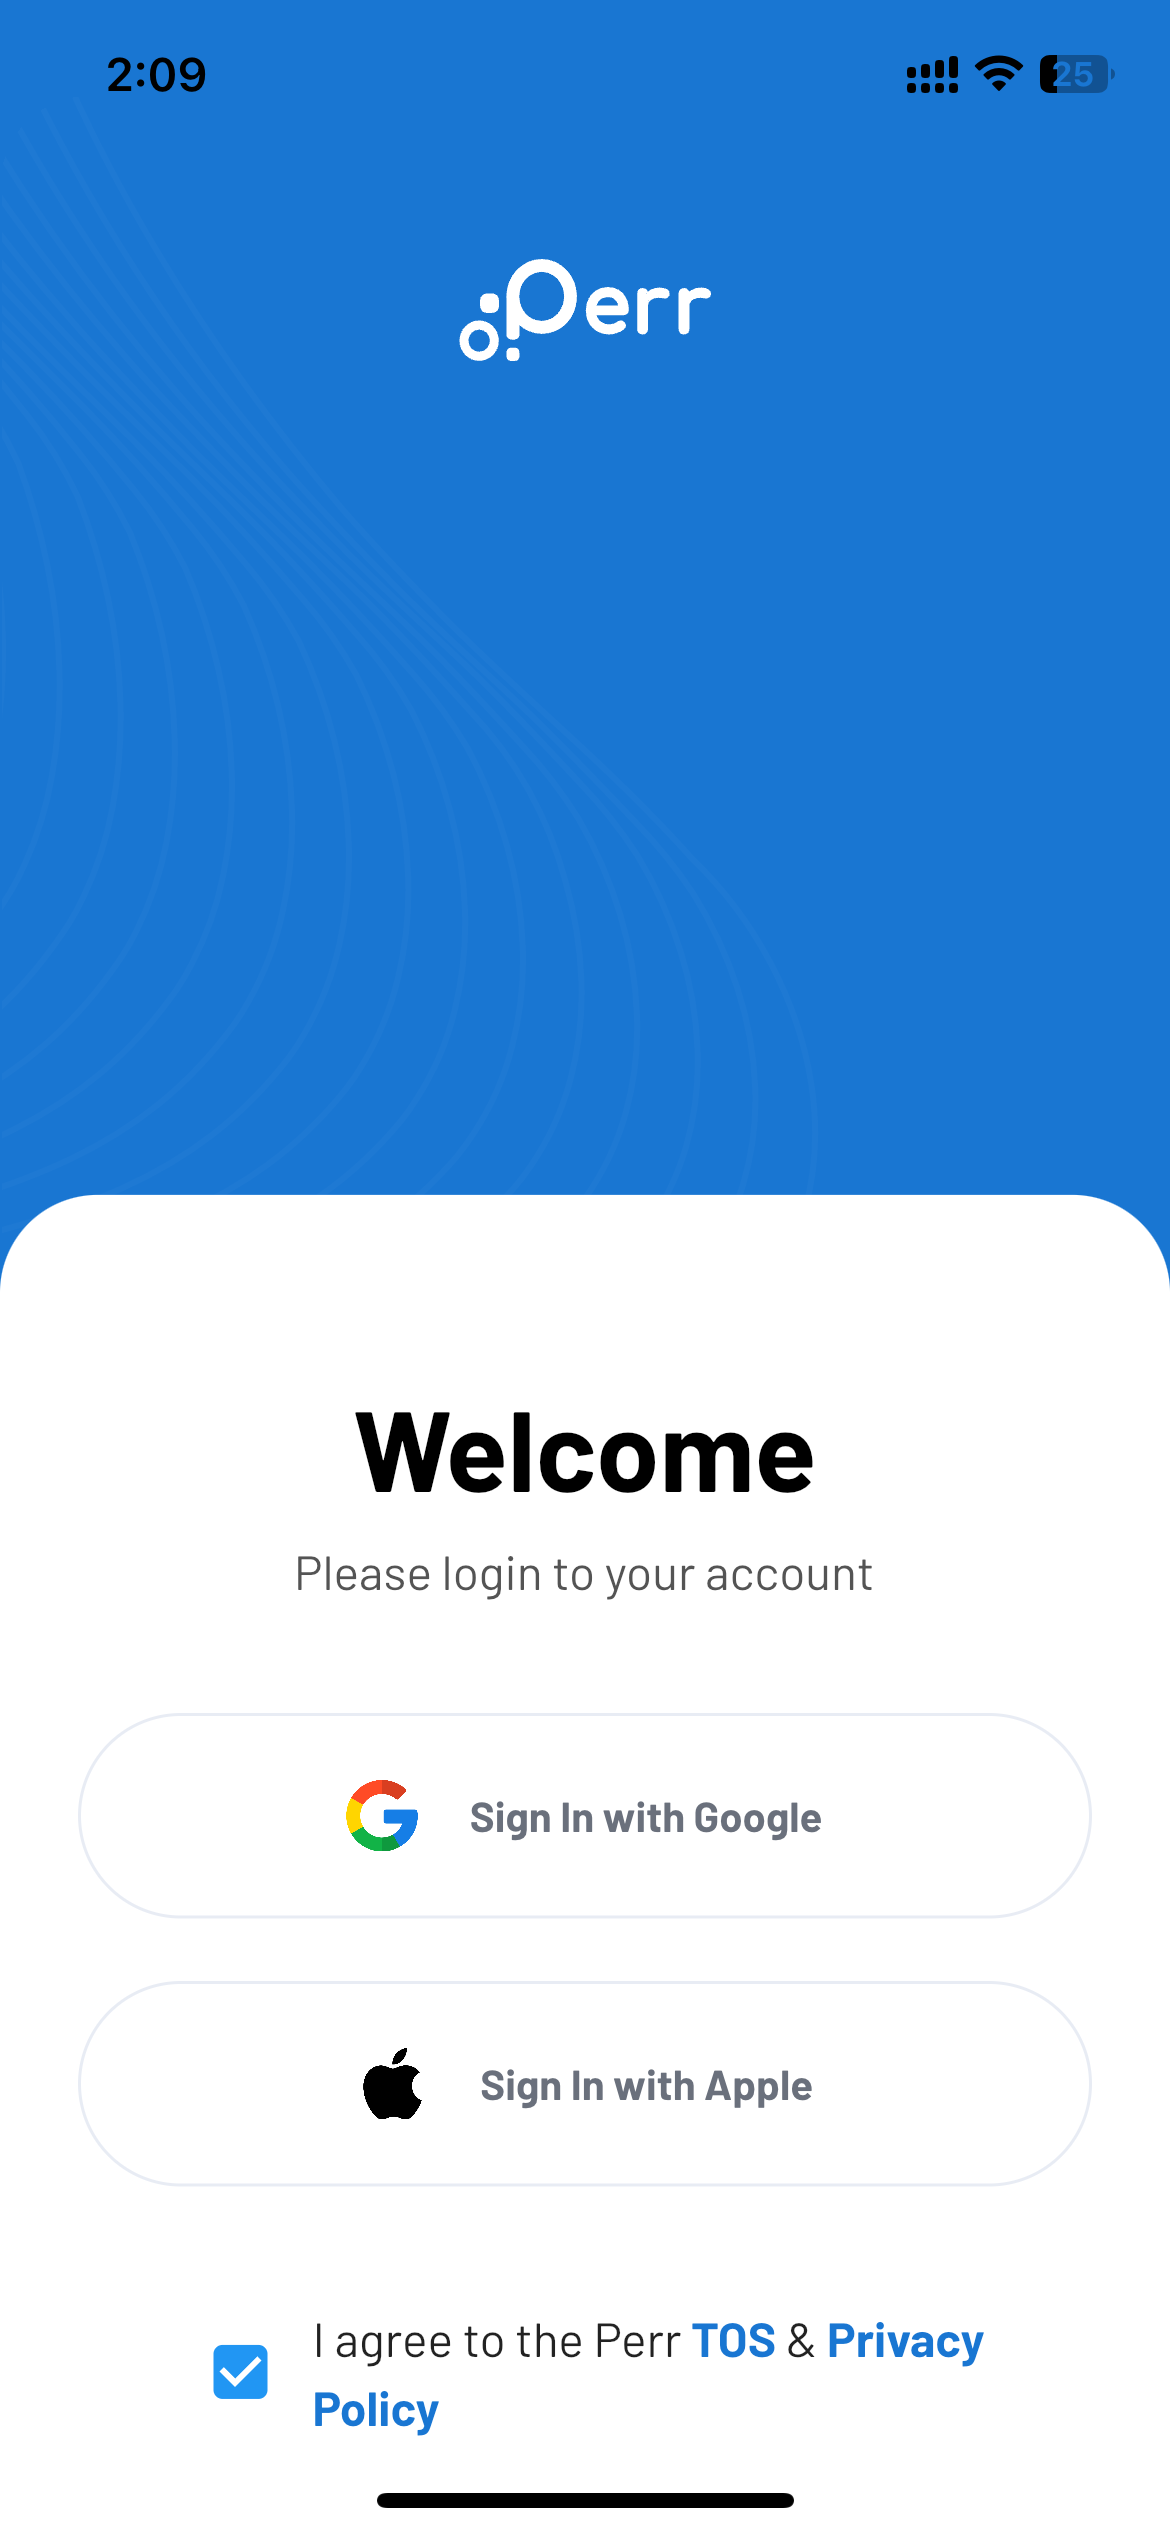 2:09
25
Perr
Welcome
Please login to your account
Sign In with Google
Sign In with Apple
I agree to the Perr TOS & Privacy
Policy